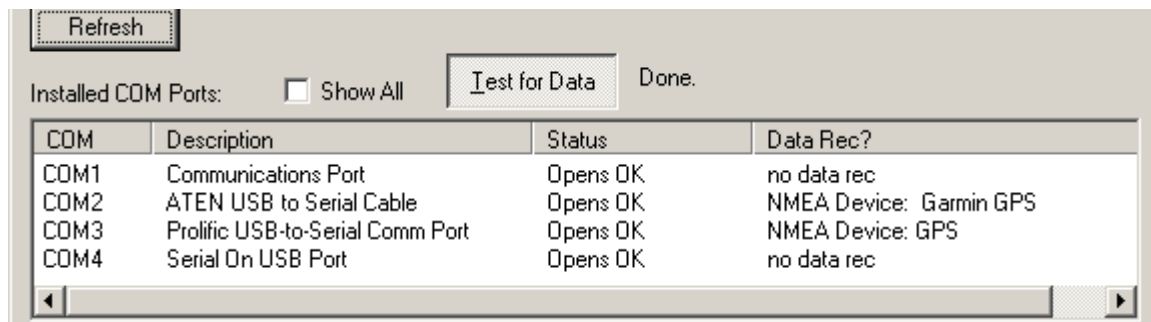 Refresh
Installed COM Ports: Show All Test for Data Done.
COM Description Status Data Rec?
COM1 Communications Port Opens OK no data rec
COM2 ATEN USB to Serial Cable Opens OK NMEA Device: Garmin GPS
COM3 Prolific USB-to-Serial Comm Port Opens OK NMEA Device: GPS
COM4 Serial On USB Port Opens OK no data rec